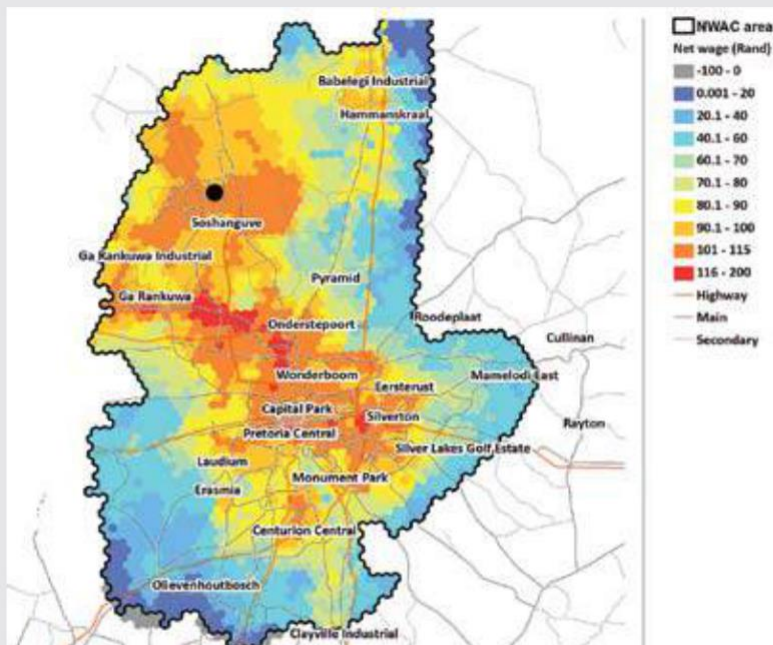 NWAC area
Net wage (Rand)
-100 - 0
0.001 - 20
20.1 - 40
40.1 - 60
60.1 - 70
70.1 - 80
80.1 - 90
90.1 - 100
101 - 115
116 - 200
Highway
Main
Secondary
Babelegi Industrial
Hammanskraal
Soshanguve
Ga Kankuwa Industrial
Pyramid
Ga Rankuwa
Onderstepoort
Roodeplaat
Cullinan
Wonderboom
Eersterust
Mamelodi East
Capital Park
Silverton
Rayton
Pretoria Central
Silver Lakes Golf Estate
Laudium
Monument Park
Erasmia
Centurion Central
Olievenhoutbosch
Clayville Industrial